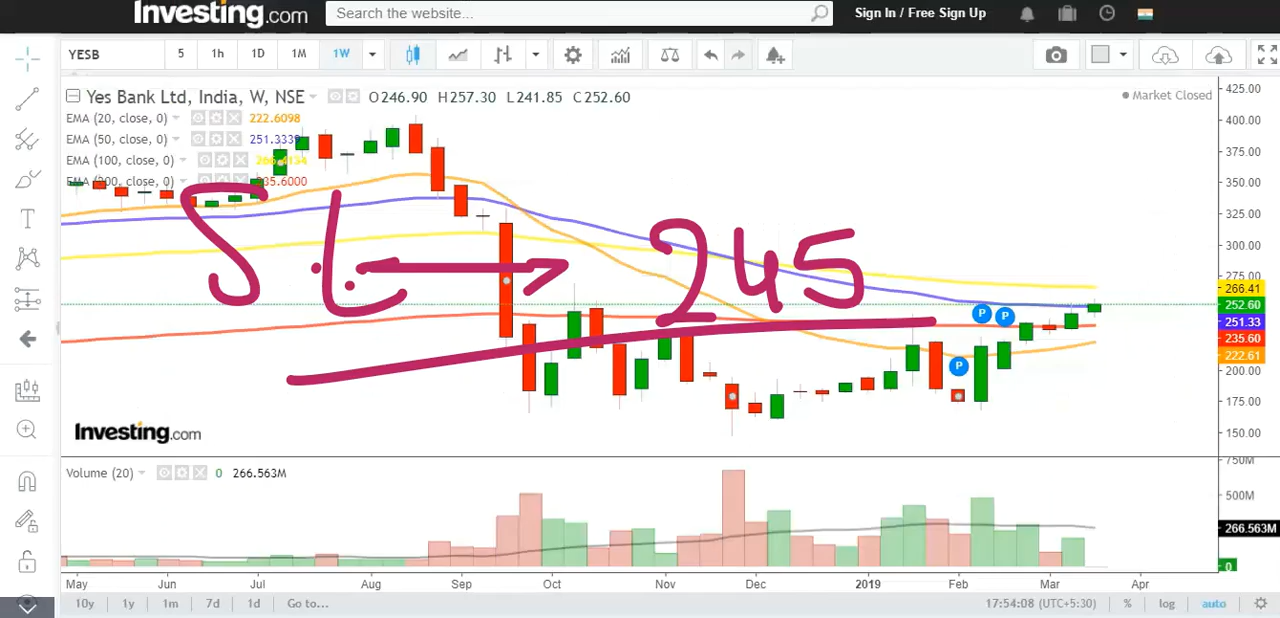 Investing.com Search the website... Sign In / Free Sign Up
YESB 5 1h 1D 1M 1W
Yes Bank Ltd, India, W, NSE O246.90 H257.30 L241.85 C252.60 Market Closed
EMA (20, close, 0) 222.6098
EMA (50, close, 0) 251.3339
EMA (100, close, 0) 266.4134
EMA (200, close, 0) 235.6000
SL 245
425.00
400.00
375.00
350.00
325.00
300.00
275.00
266.41
252.60
251.33
235.60
222.61
200.00
175.00
150.00
P P
P
Investing.com
Volume (20) 0 266.563M
750M
500M
266.563M
0
May Jun Jul Aug Sep Oct Nov Dec 2019 Feb Mar Apr
10y 1y 1m 7d 1d Go to... 17:54:08 (UTC+5:30) % log auto